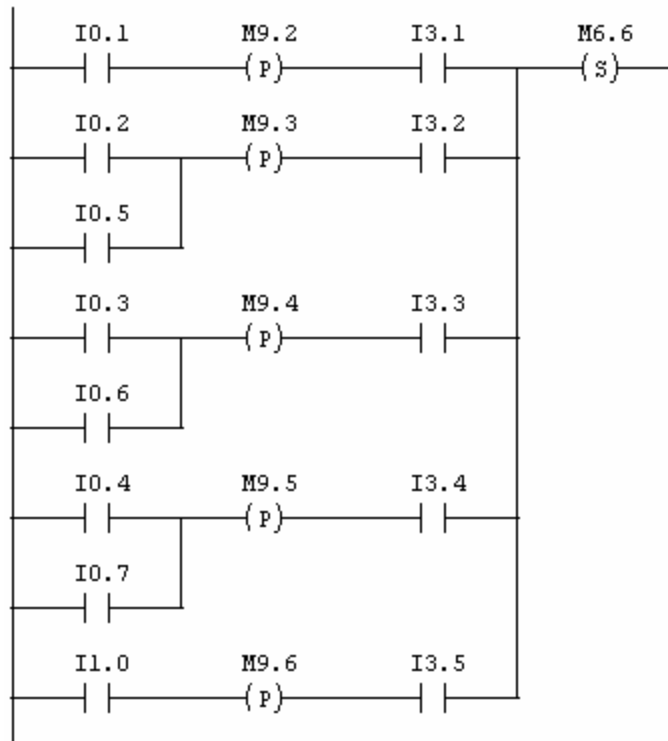 I0.1 M9.2 I3.1 M6.6
(P) (S)
I0.2 M9.3 I3.2
(P)
I0.5
I0.3 M9.4 I3.3
(P)
I0.6
I0.4 M9.5 I3.4
(P)
I0.7
I1.0 M9.6 I3.5
(P)